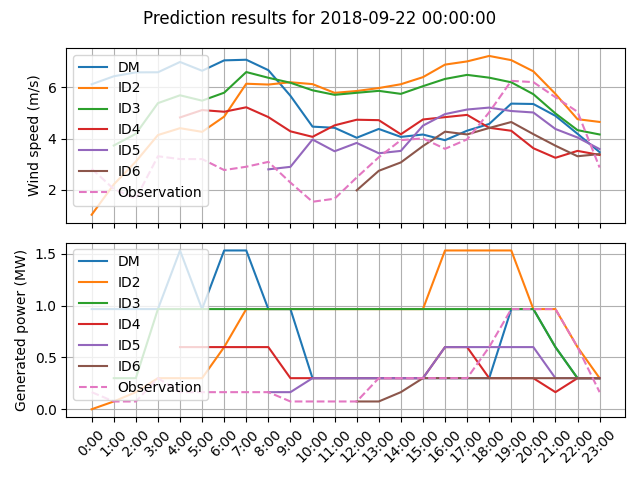 Prediction results for 2018-09-22 00:00:00
Wind speed (m/s)
6
4
2
DM
ID2
ID3
ID4
ID5
ID6
Observation
Generated power (MW)
1.5
1.0
0.5
0.0
DM
ID2
ID3
ID4
ID5
ID6
Observation
0:00 1:00 2:00 3:00 4:00 5:00 6:00 7:00 8:00 9:00 10:00 11:00 12:00 13:00 14:00 15:00 16:00 17:00 18:00 19:00 20:00 21:00 22:00 23:00